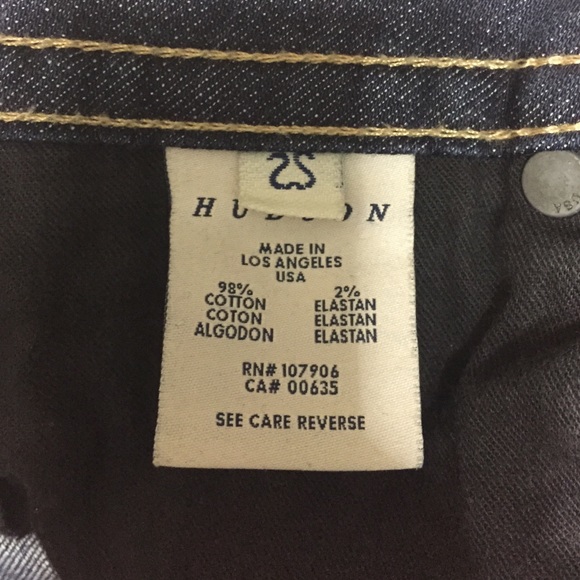 HUDSON
MADE IN
LOS ANGELES
USA
98% 2%
COTTON ELASTAN
COTON ELASTAN
ALGODON ELASTAN
RN# 107906
CA# 00635
SEE CARE REVERSE